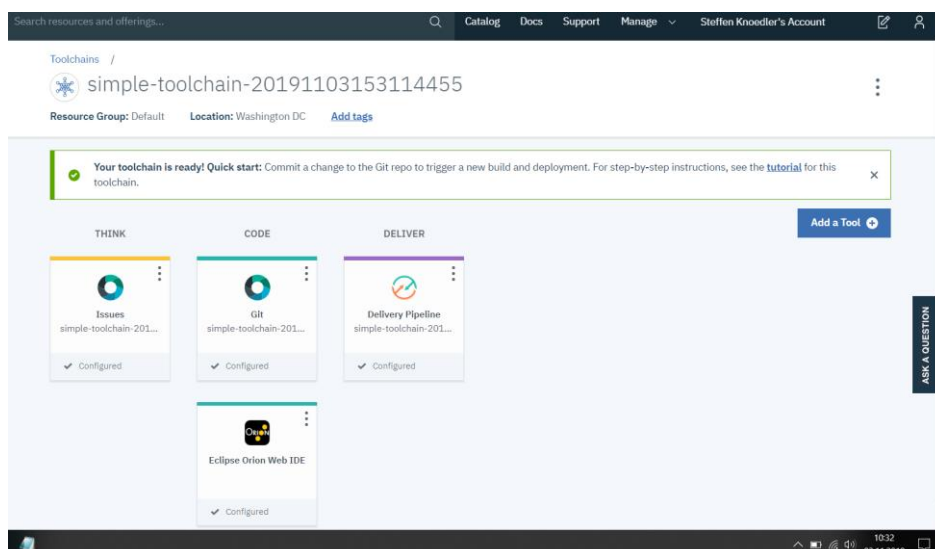 Search resources and offerings...
Catalog Docs Support Manage Steffen Knoedler's Account
Toolchains /
simple-toolchain-20191103153114455
Resource Group: Default Location: Washington DC Add tags
Your toolchain is ready! Quick start: Commit a change to the Git repo to trigger a new build and deployment. For step-by-step instructions, see the tutorial for this
toolchain.
Add a Tool
THINK CODE DELIVER
Issues
simple-toolchain-201...
Configured
Git
simple-toolchain-201...
Configured
Delivery Pipeline
simple-toolchain-201...
Configured
ORION
Eclipse Orion Web IDE
Configured
ASK A QUESTION
10:32